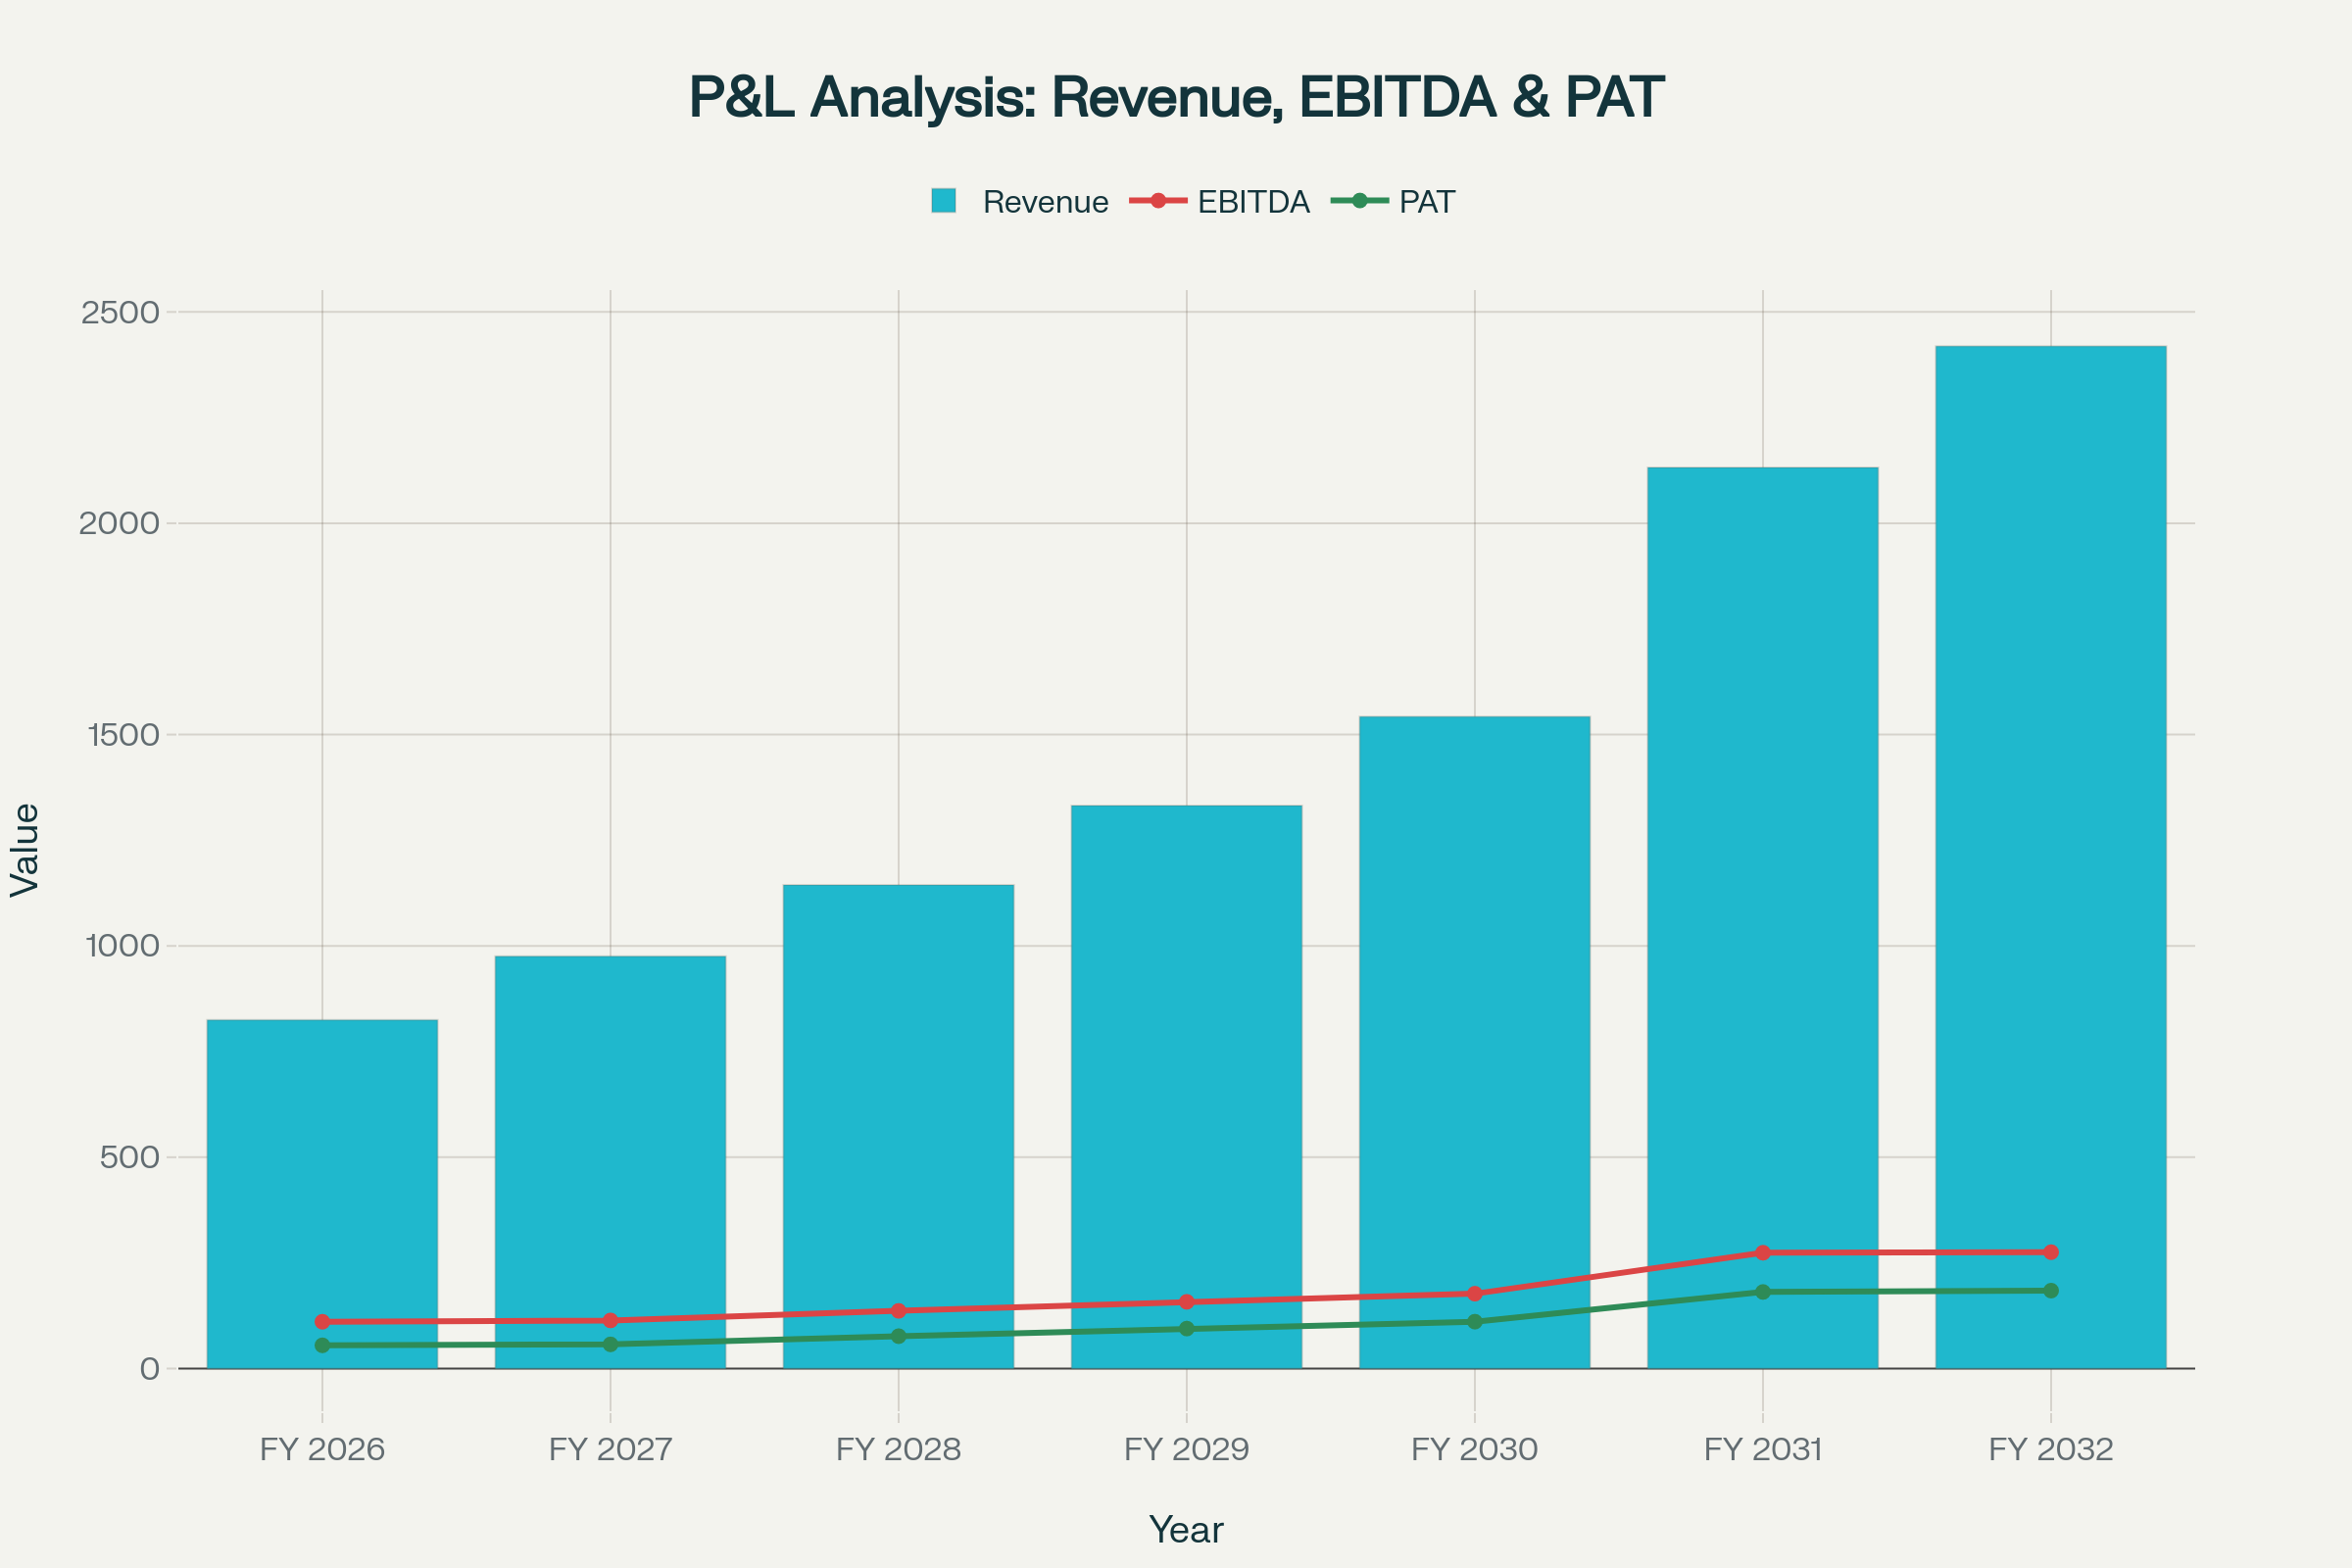 P&L Analysis: Revenue, EBITDA & PAT
Revenue EBITDA PAT
2500
2000
1500
1000
500
0
Value
FY 2026 FY 2027 FY 2028 FY 2029 FY 2030 FY 2031 FY 2032
Year